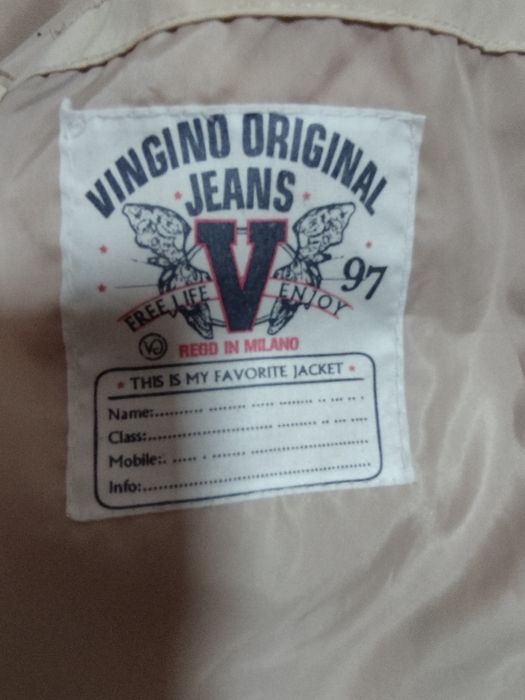 VINGINO ORIGINAL
JEANS
V
97
FREE LIFE ENJOY
VO REGD IN MILANO
THIS IS MY FAVORITE JACKET
Name:
Class:
Mobile:
Info: